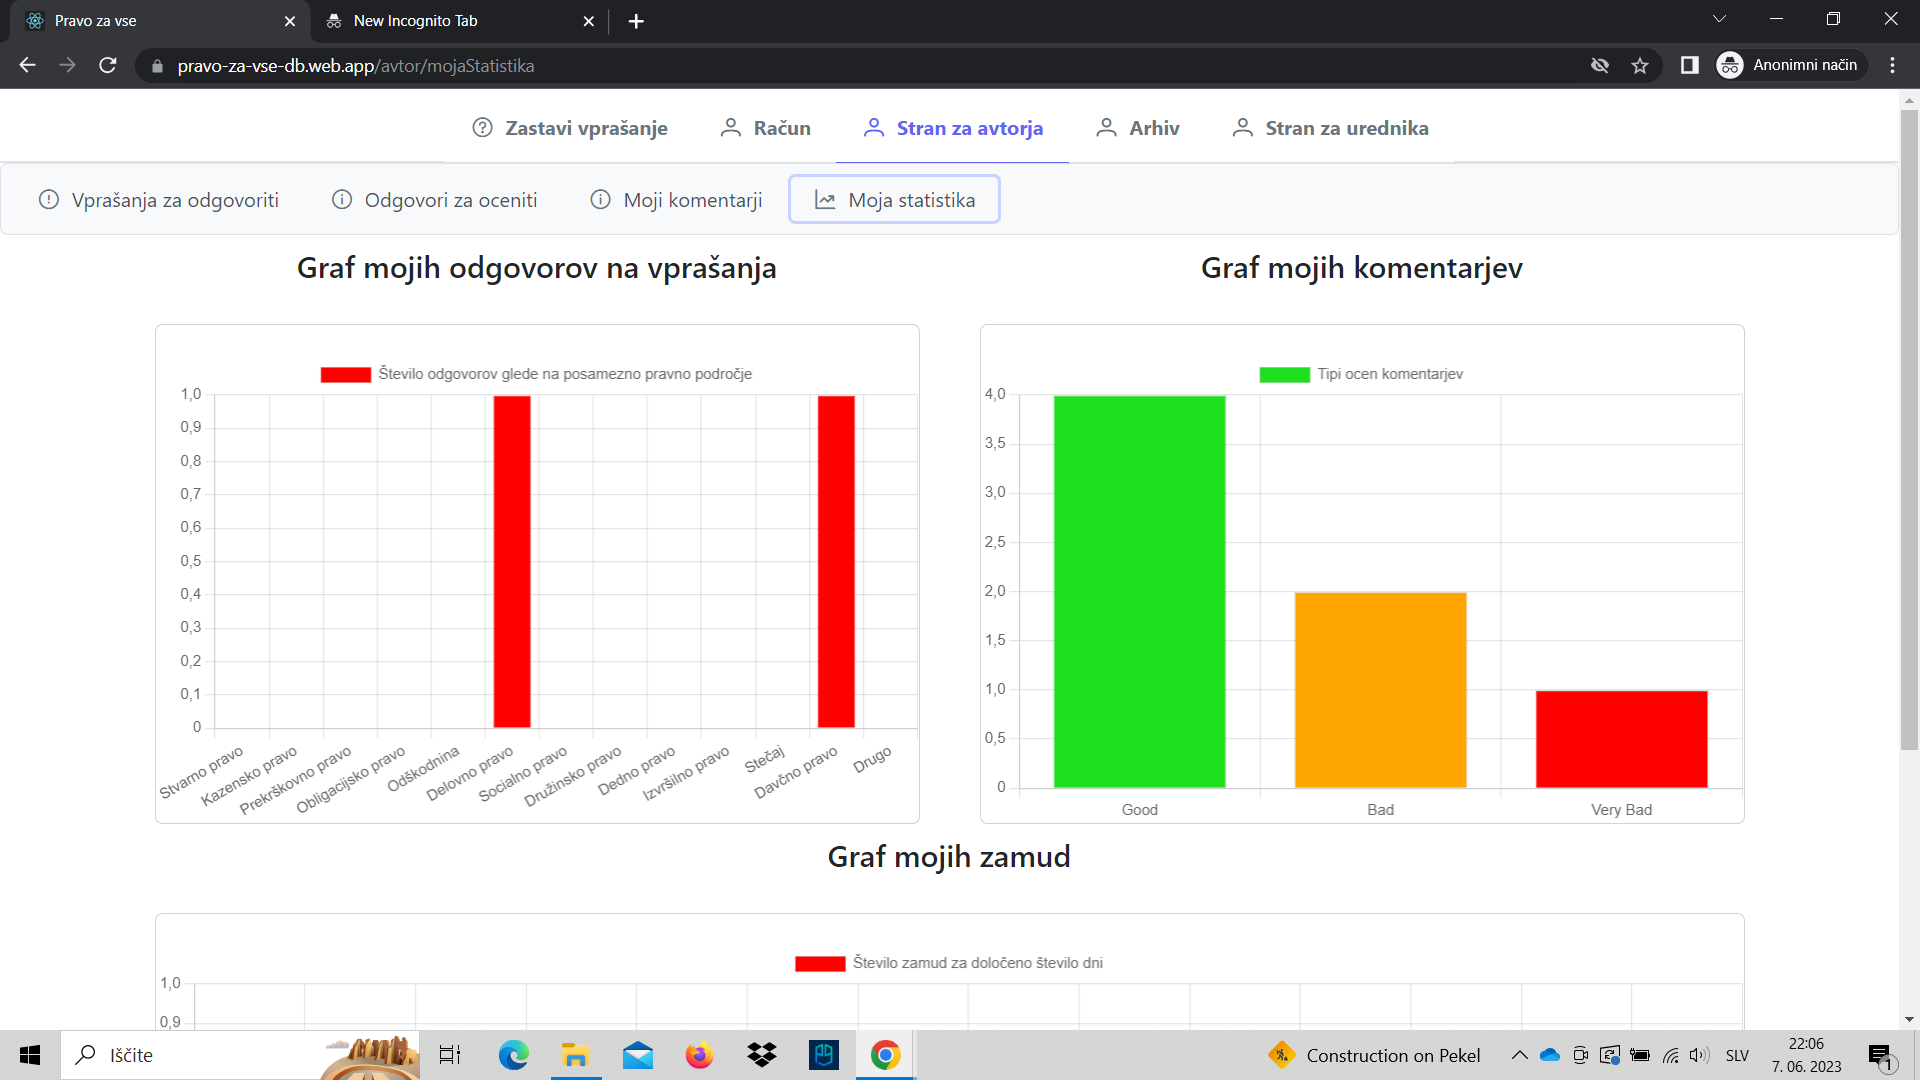 Pravo za vse
New Incognito Tab
pravo-za-vse-db.web.app/avtor/mojaStatistika
Anonimni način
Zastavi vprašanje
Račun
Stran za avtorja
Arhiv
Stran za urednika
Vprašanja za odgovoriti
Odgovori za oceniti
Moji komentarji
Moja statistika
Graf mojih odgovorov na vprašanja
Število odgovorov glede na posamezno pravno področje
1,0
0,9
0,8
0,7
0,6
0,5
0,4
0,3
0,2
0,1
0
Stvarno pravo
Kazensko pravo
Prekrškovno pravo
Obligacijsko pravo
Odškodnina
Delovno pravo
Socialno pravo
Družinsko pravo
Dedno pravo
Izvršilno pravo
Stečaj
Davčno pravo
Drugo
Graf mojih komentarjev
Tipi ocen komentarjev
4,0
3,5
3,0
2,5
2,0
1,5
1,0
0,5
0
Good
Bad
Very Bad
Graf mojih zamud
Število zamud za določeno število dni
1,0
0,9
Iščite
Construction on Pekel
SLV
22:06
7. 06. 2023
1